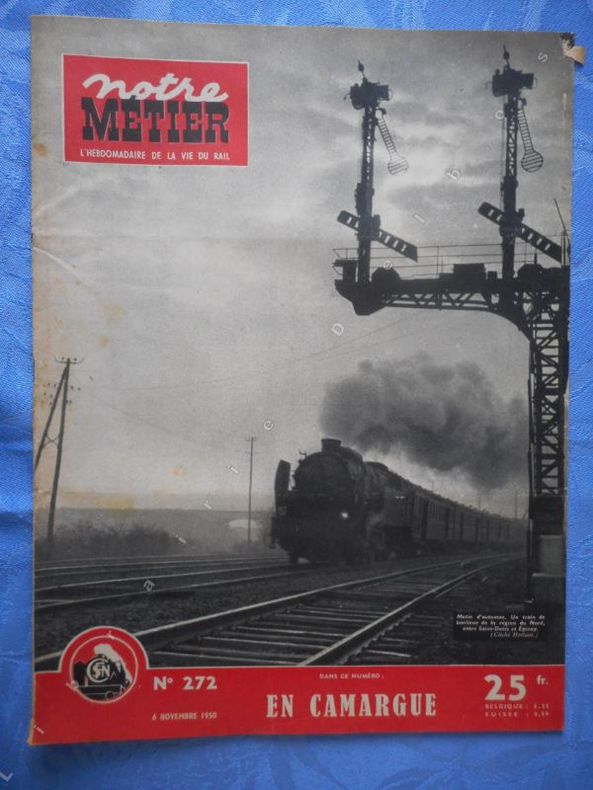 notre
METIER
L'HEBDOMADAIRE DE LA VIE DU RAIL
Matin d'automne. Un train de
banlieue de la région du Nord,
entre Saint-Denis et Epinay.
(Cliché Herbaut.)
SNCF
N° 272
6 NOVEMBRE 1950
DANS CE NUMÉRO :
EN CAMARGUE
25 fr.
BELGIQUE :
SUISSE :